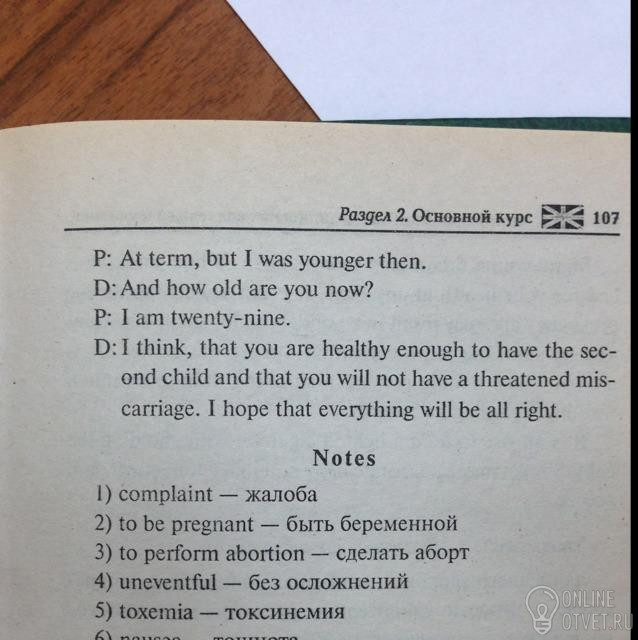 Раздел 2. Основной курс 107
P: At term, but I was younger then.
D: And how old are you now?
P: I am twenty-nine.
D: I think, that you are healthy enough to have the sec-
ond child and that you will not have a threatened mis-
carriage. I hope that everything will be all right.
Notes
1) complaint — жалоба
2) to be pregnant — быть беременной
3) to perform abortion — сделать аборт
4) uneventful — без осложнений
5) toxemia — токсинемия
6) nausea — тошнота
ONLINE
OTVET.RU